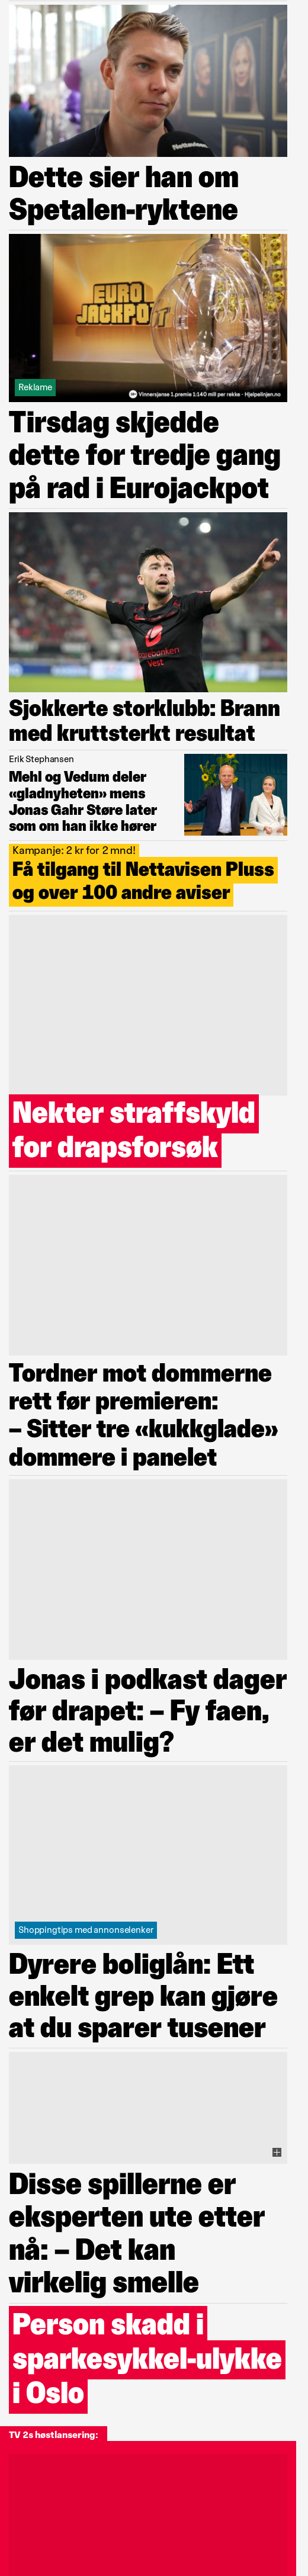 Nettavisen
Dette sier han om
Spetalen-ryktene
EURO
JACKPOT
Reklame
Vinnersjanse 1.premie 1:140 mill per rekke - Hjelpelinjen.no
Tirsdag skjedde
dette for tredje gang
på rad i Eurojackpot
Sparebanken
Vest
Sjokkerte storklubb: Brann
med kruttsterkt resultat
Erik Stephansen
Mehl og Vedum deler
«gladnyheten» mens
Jonas Gahr Støre later
som om han ikke hører
Kampanje: 2 kr for 2 mnd!
Få tilgang til Nettavisen Pluss
og over 100 andre aviser
Nekter straffskyld
for drapsforsøk
Tordner mot dommerne
rett før premieren:
– Sitter tre «kukkglade»
dommere i panelet
Jonas i podkast dager
før drapet: – Fy faen,
er det mulig?
Shoppingtips med annonselenker
Dyrere boliglån: Ett
enkelt grep kan gjøre
at du sparer tusener
Disse spillerne er
eksperten ute etter
nå: – Det kan
virkelig smelle
Person skadd i
sparkesykkel-ulykke
i Oslo
TV 2s høstlansering: